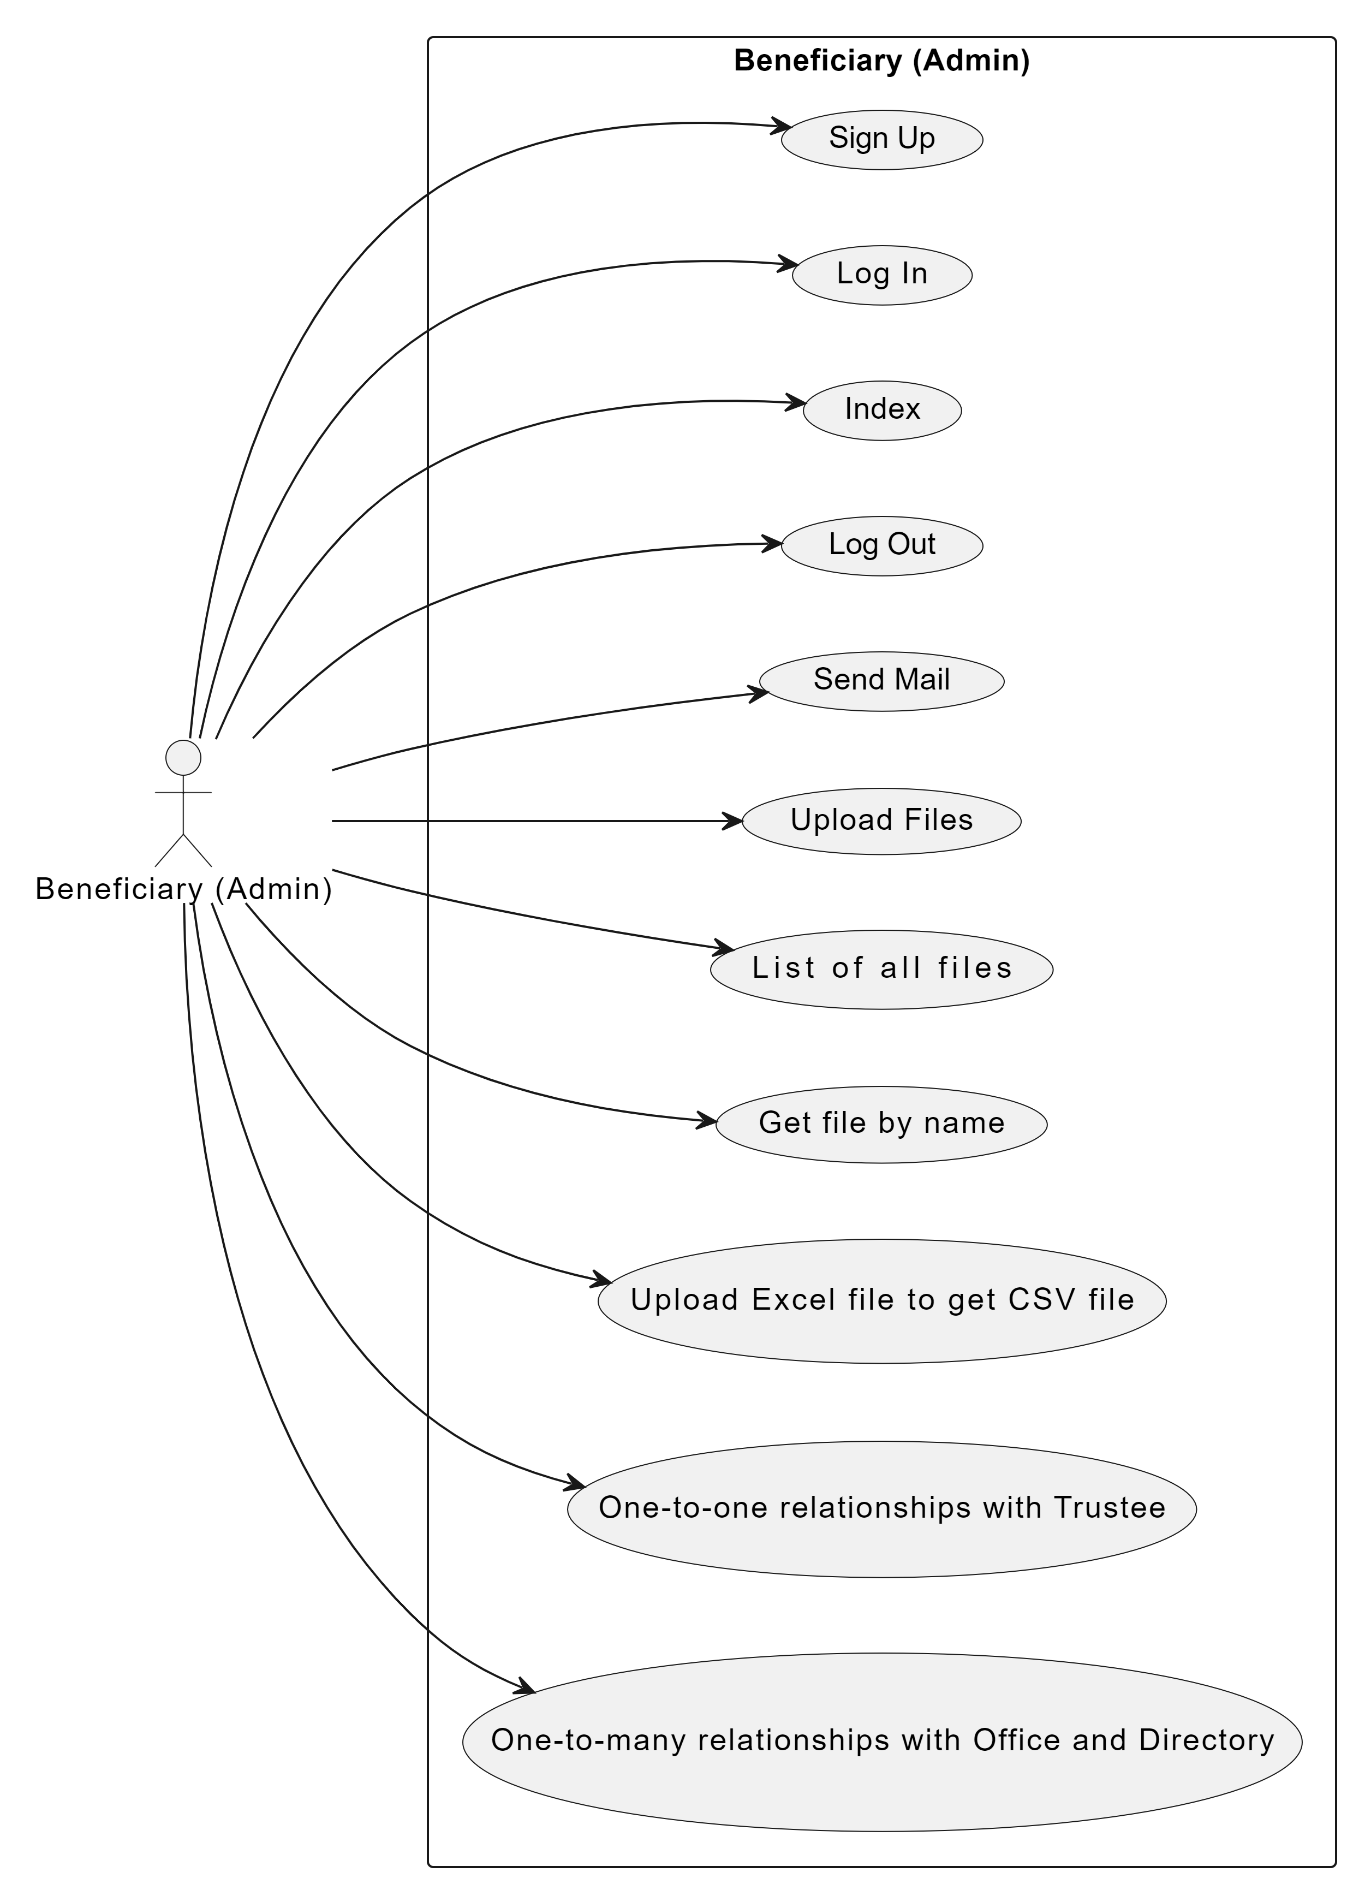 Beneficiary (Admin)
Sign Up
Log In
Index
Log Out
Send Mail
Upload Files
Beneficiary (Admin)
List of all files
Get file by name
Upload Excel file to get CSV file
One-to-one relationships with Trustee
One-to-many relationships with Office and Directory